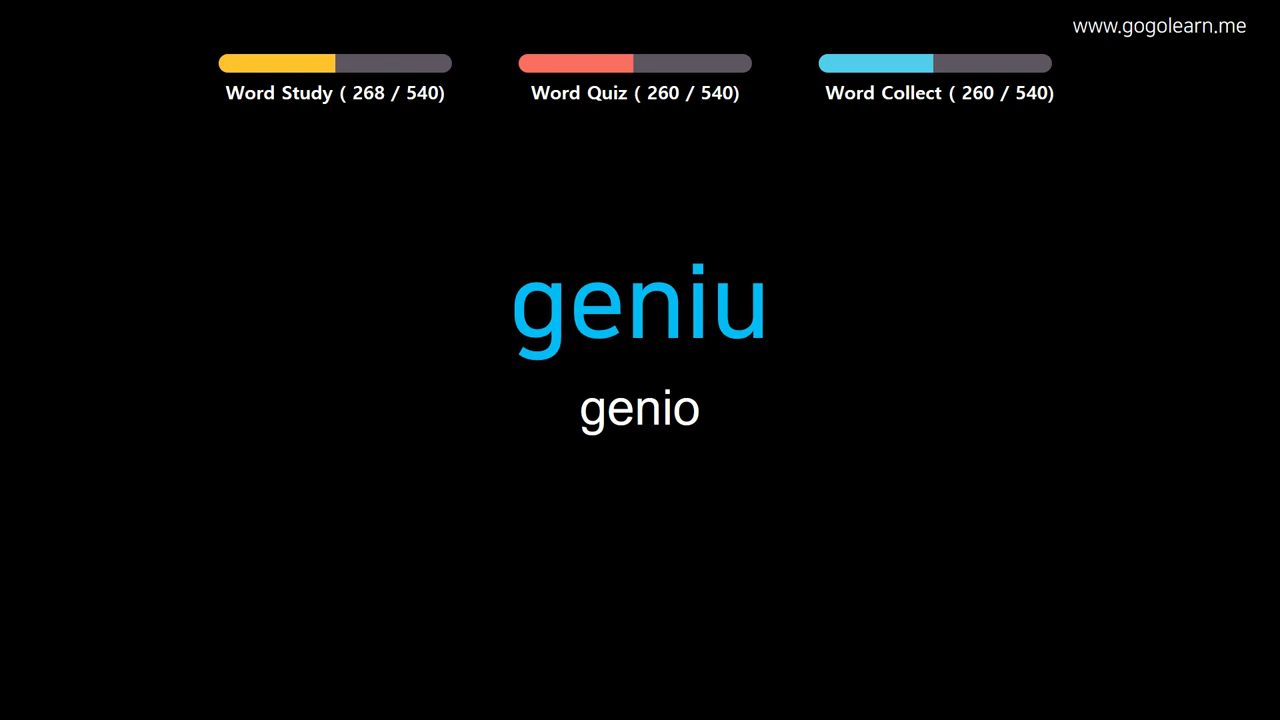 www.gogolearn.me
Word Study ( 268 / 540)
Word Quiz ( 260 / 540)
Word Collect ( 260 / 540)
geniu
genio